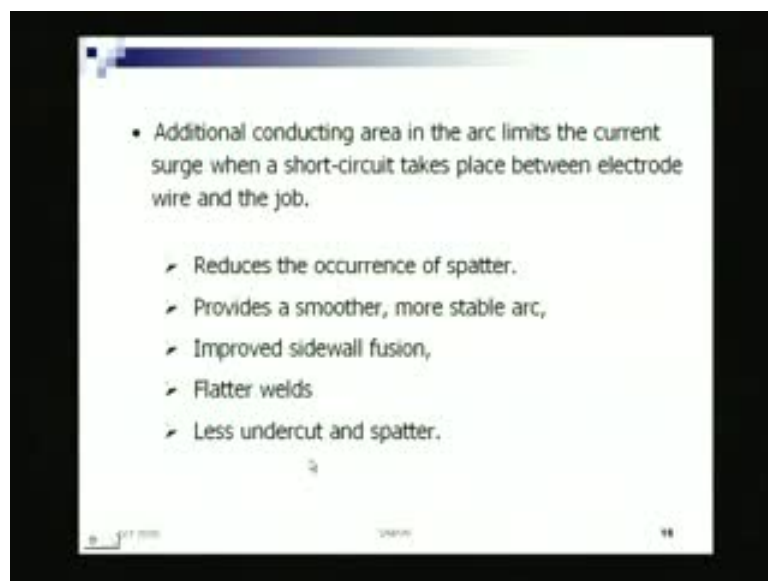 • Additional conducting area in the arc limits the current
surge when a short-circuit takes place between electrode
wire and the job.
➢ Reduces the occurrence of spatter.
➢ Provides a smoother, more stable arc,
➢ Improved sidewall fusion,
➢ Flatter welds
➢ Less undercut and spatter.